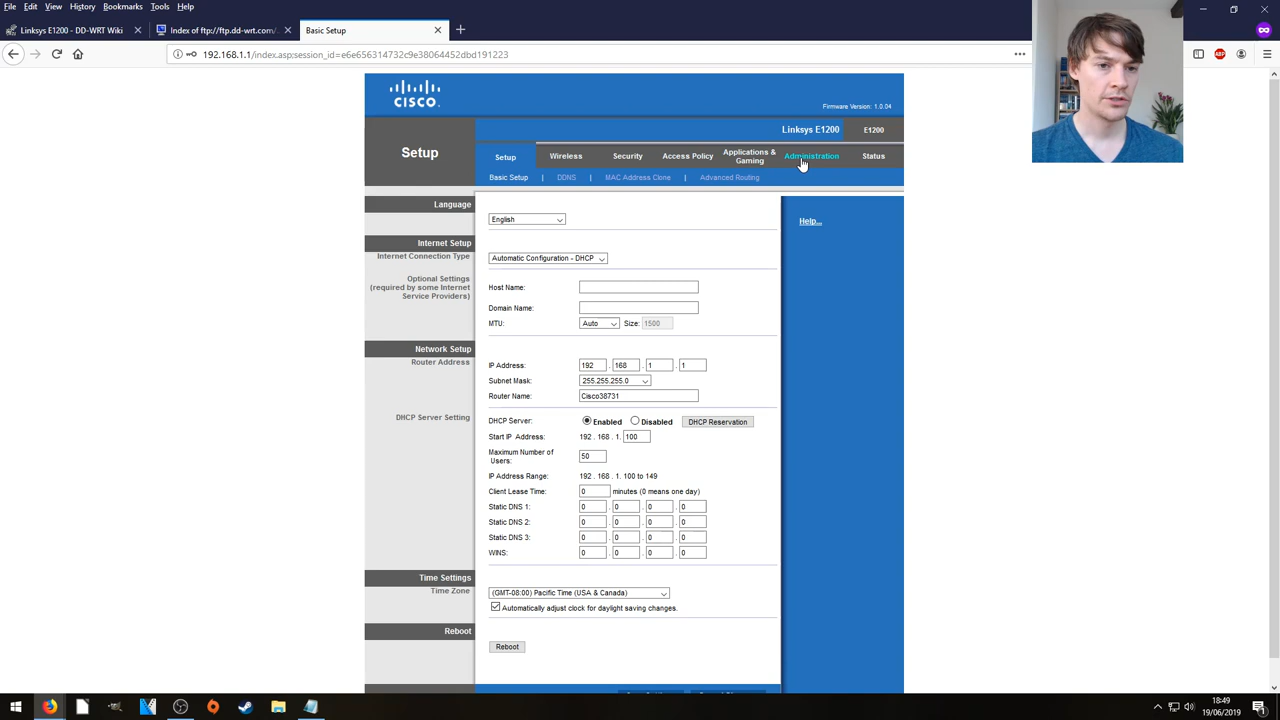 File Edit View History Bookmarks Tools Help
Linksys E1200 - DD-WRT Wiki
Index of ftp://ftp.dd-wrt.com/
Basic Setup
192.168.1.1/index.asp;session_id=e6e656314732c9e38064452dbd191223
CISCO
Firmware Version: 1.0.04
Linksys E1200
E1200
Setup
Setup
Wireless
Security
Access Policy
Applications &
Gaming
Administration
Status
Basic Setup | DDNS | MAC Address Clone | Advanced Routing
Language
English
Help...
Internet Setup
Internet Connection Type
Automatic Configuration - DHCP
Optional Settings
(required by some Internet
Service Providers)
Host Name:
Domain Name:
MTU: Auto Size: 1500
Network Setup
Router Address
IP Address: 192 . 168 . 1 . 1
Subnet Mask: 255.255.255.0
Router Name: Cisco38731
DHCP Server Setting
DHCP Server: Enabled Disabled DHCP Reservation
Start IP Address: 192 . 168 . 1. 100
Maximum Number of
Users: 50
IP Address Range: 192 . 168 . 1. 100 to 149
Client Lease Time: 0 minutes (0 means one day)
Static DNS 1: 0 . 0 . 0 . 0
Static DNS 2: 0 . 0 . 0 . 0
Static DNS 3: 0 . 0 . 0 . 0
WINS: 0 . 0 . 0 . 0
Time Settings
Time Zone
(GMT-08:00) Pacific Time (USA & Canada)
Automatically adjust clock for daylight saving changes.
Reboot
Reboot
18:49
19/06/2019